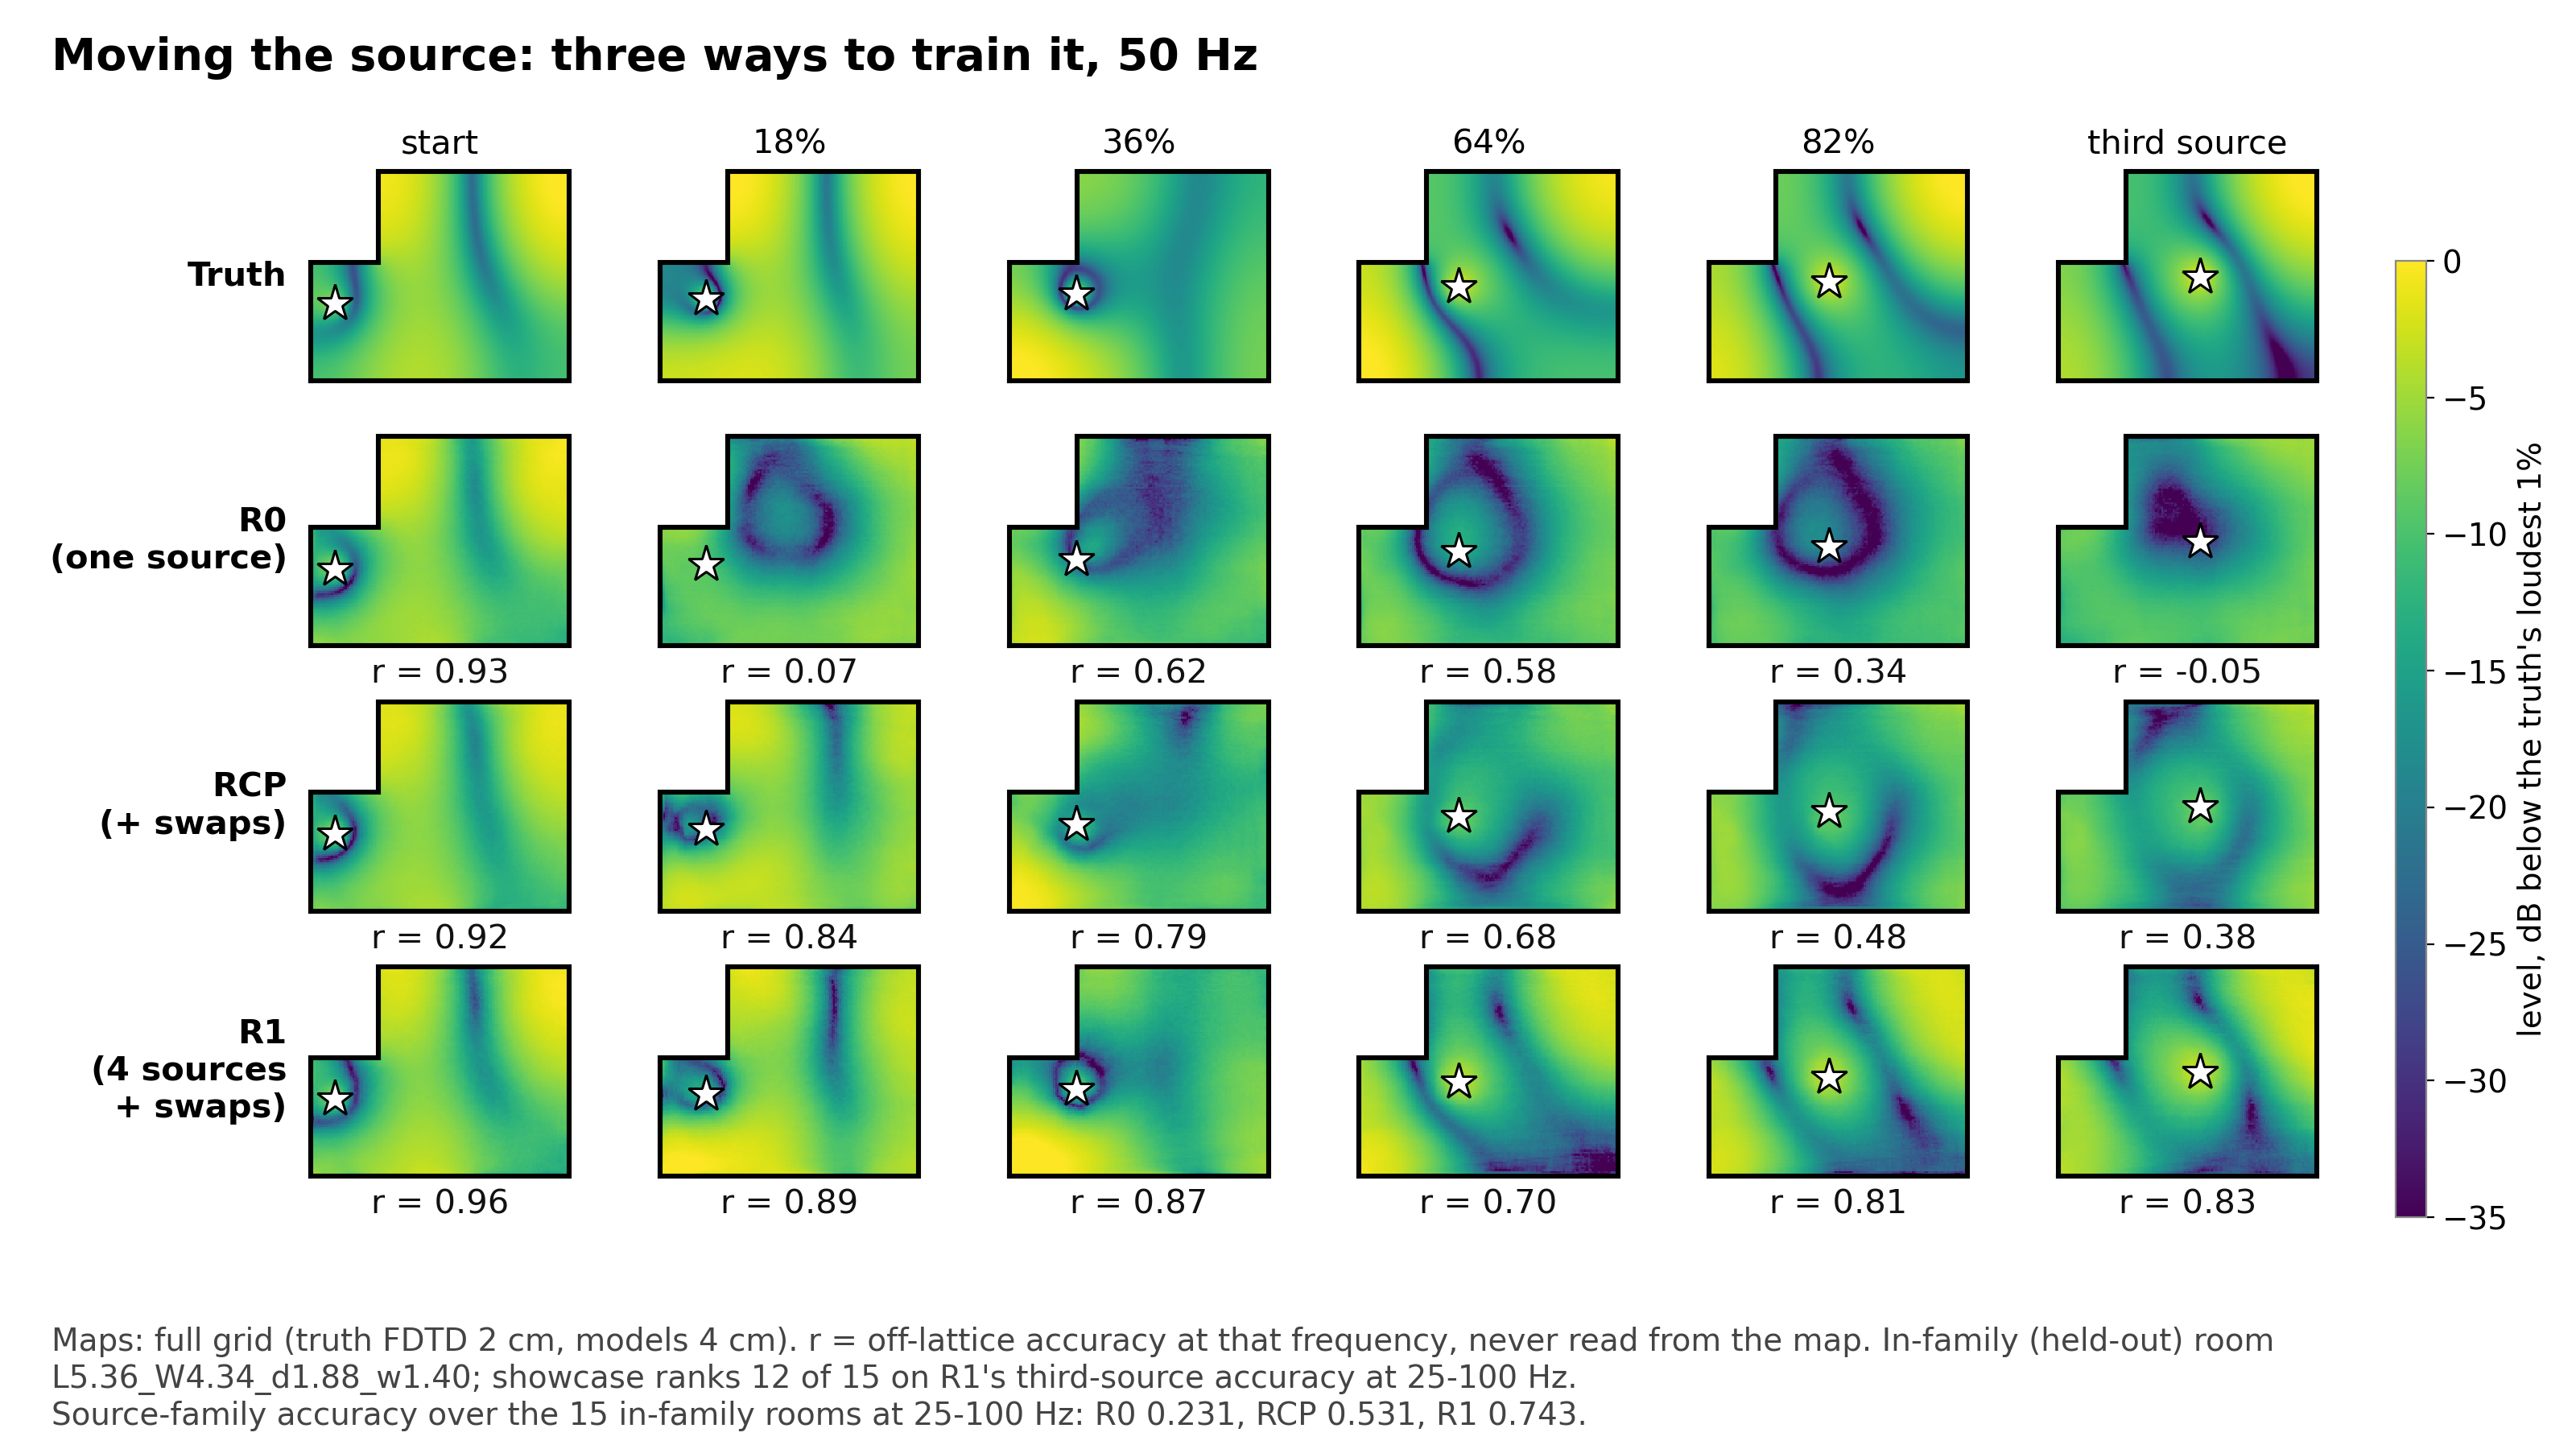 Moving the source: three ways to train it, 50 Hz
start 18% 36% 64% 82% third source
Truth
R0
(one source)
r = 0.93 r = 0.07 r = 0.62 r = 0.58 r = 0.34 r = -0.05
RCP
(+ swaps)
r = 0.92 r = 0.84 r = 0.79 r = 0.68 r = 0.48 r = 0.38
R1
(4 sources
+ swaps)
r = 0.96 r = 0.89 r = 0.87 r = 0.70 r = 0.81 r = 0.83
0
−5
−10
−15
−20
−25
−30
−35
level, dB below the truth's loudest 1%
Maps: full grid (truth FDTD 2 cm, models 4 cm). r = off-lattice accuracy at that frequency, never read from the map. In-family (held-out) room
L5.36_W4.34_d1.88_w1.40; showcase ranks 12 of 15 on R1's third-source accuracy at 25-100 Hz.
Source-family accuracy over the 15 in-family rooms at 25-100 Hz: R0 0.231, RCP 0.531, R1 0.743.